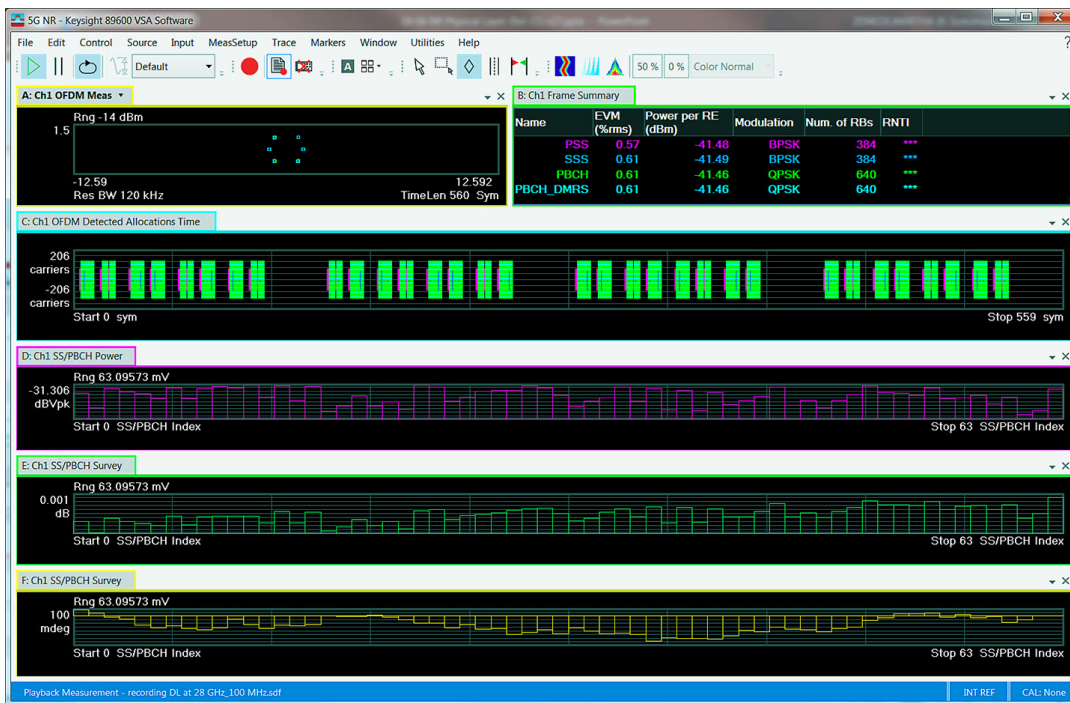 5G NR - Keysight 89600 VSA Software
File Edit Control Source Input MeasSetup Trace Markers Window Utilities Help ?
Default A 50 % 0 % Color Normal
A: Ch1 OFDM Meas
Rng -14 dBm
1.5
-12.59 12.592
Res BW 120 kHz TimeLen 560 Sym
B: Ch1 Frame Summary
Name EVM (%rms) Power per RE (dBm) Modulation Num. of RBs RNTI
PSS 0.57 -41.48 BPSK 384 ***
SSS 0.61 -41.49 BPSK 384 ***
PBCH 0.61 -41.46 QPSK 640 ***
PBCH_DMRS 0.61 -41.46 QPSK 640 ***
C: Ch1 OFDM Detected Allocations Time
206
carriers
-206
carriers
Start 0 sym Stop 559 sym
D: Ch1 SS/PBCH Power
Rng 63.09573 mV
-31.306
dBVpk
Start 0 SS/PBCH Index Stop 63 SS/PBCH Index
E: Ch1 SS/PBCH Survey
Rng 63.09573 mV
0.001
dB
Start 0 SS/PBCH Index Stop 63 SS/PBCH Index
F: Ch1 SS/PBCH Survey
Rng 63.09573 mV
100
mdeg
Start 0 SS/PBCH Index Stop 63 SS/PBCH Index
Playback Measurement - recording DL at 28 GHz_100 MHz.sdf INT REF CAL: None